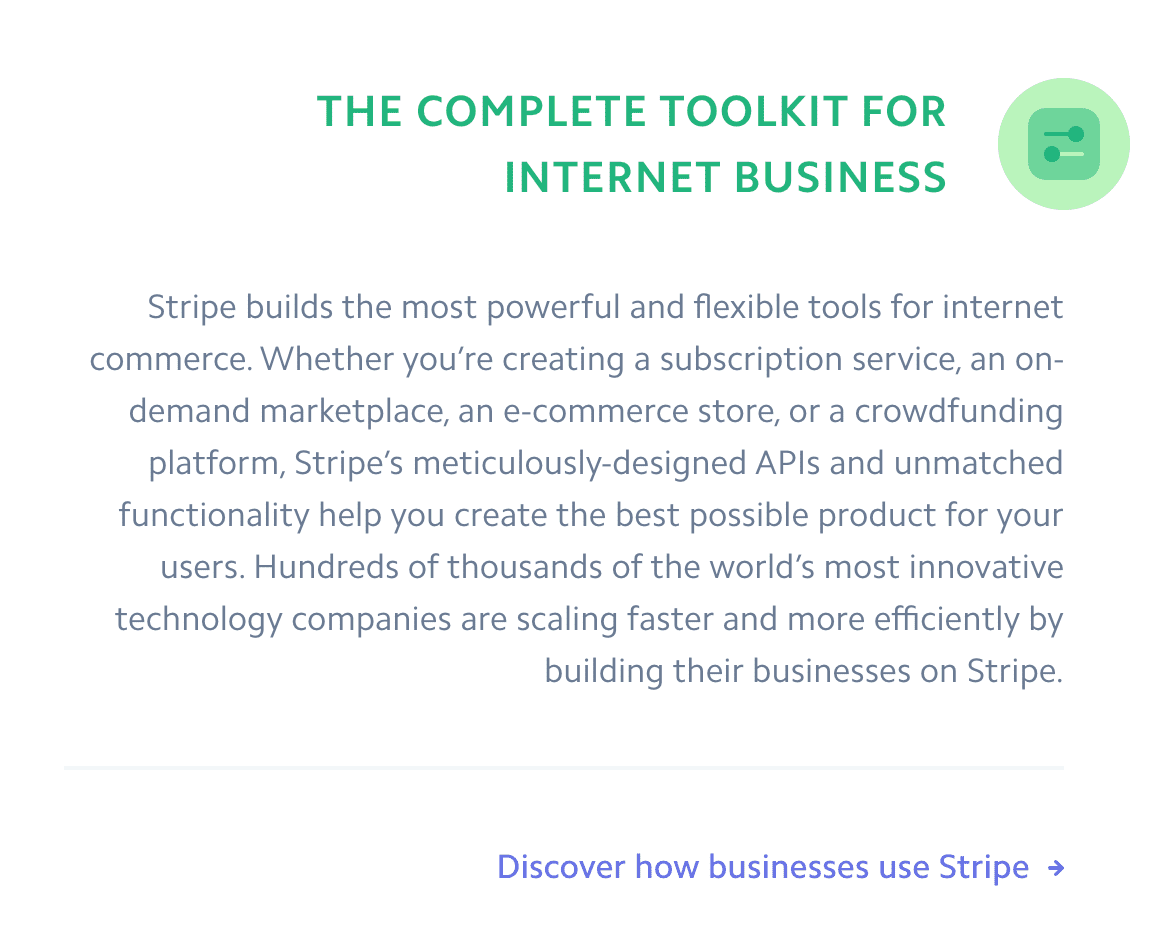 THE COMPLETE TOOLKIT FOR
INTERNET BUSINESS
Stripe builds the most powerful and flexible tools for internet
commerce. Whether you’re creating a subscription service, an on-
demand marketplace, an e-commerce store, or a crowdfunding
platform, Stripe’s meticulously-designed APIs and unmatched
functionality help you create the best possible product for your
users. Hundreds of thousands of the world’s most innovative
technology companies are scaling faster and more efficiently by
building their businesses on Stripe.
Discover how businesses use Stripe →